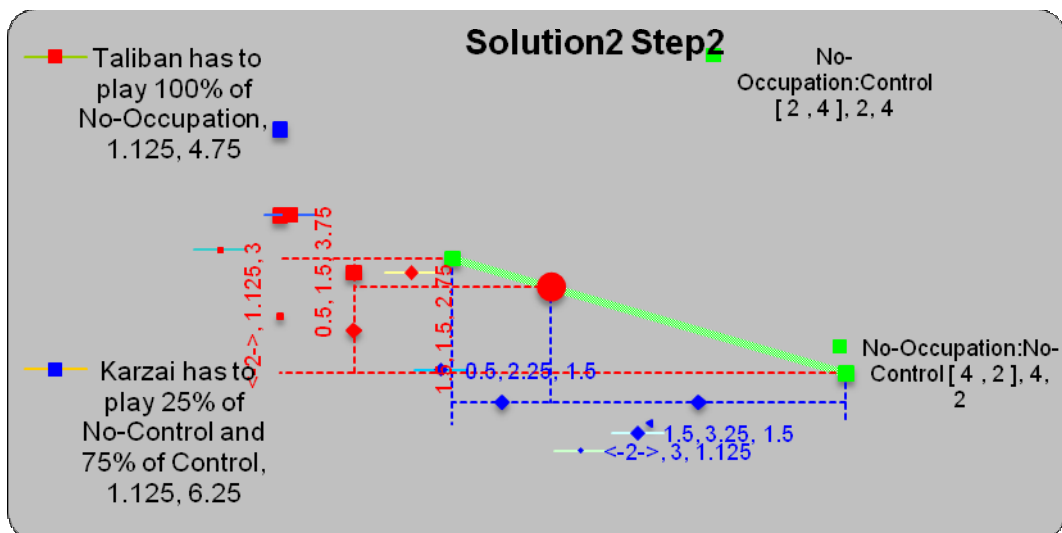 Solution2 Step2
Taliban has to
play 100% of
No-Occupation,
1.125, 4.75
No-
Occupation:Control
[ 2 , 4 ], 2, 4
<-2->, 1.125, 3
0.5, 1.5, 3.75
1.5, 1.5, 2.75
0.5, 2.25, 1.5
No-Occupation:No-
Control [ 4 , 2 ], 4,
2
Karzai has to
play 25% of
No-Control and
75% of Control,
1.125, 6.25
1.5, 3.25, 1.5
<-2->, 3, 1.125